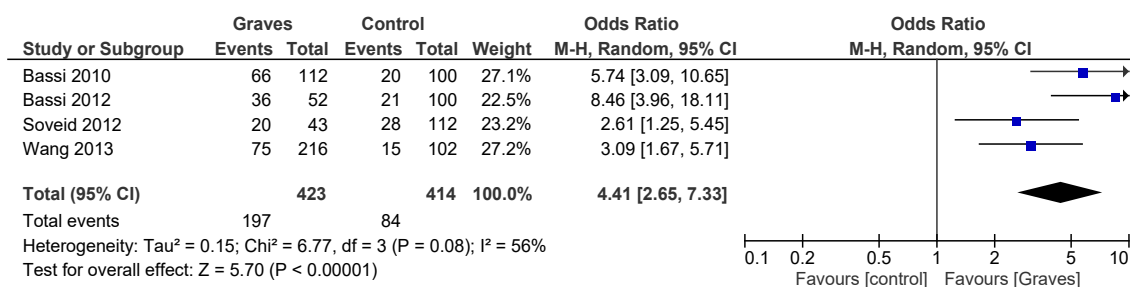 Graves Control Odds Ratio Odds Ratio
Study or Subgroup Events Total Events Total Weight M-H, Random, 95% CI M-H, Random, 95% CI
Bassi 2010 66 112 20 100 27.1% 5.74 [3.09, 10.65]
Bassi 2012 36 52 21 100 22.5% 8.46 [3.96, 18.11]
Soveid 2012 20 43 28 112 23.2% 2.61 [1.25, 5.45]
Wang 2013 75 216 15 102 27.2% 3.09 [1.67, 5.71]
Total (95% CI) 423 414 100.0% 4.41 [2.65, 7.33]
Total events 197 84
Heterogeneity: Tau² = 0.15; Chi² = 6.77, df = 3 (P = 0.08); I² = 56%
Test for overall effect: Z = 5.70 (P < 0.00001)
0.1 0.2 0.5 1 2 5 10
Favours [control] Favours [Graves]